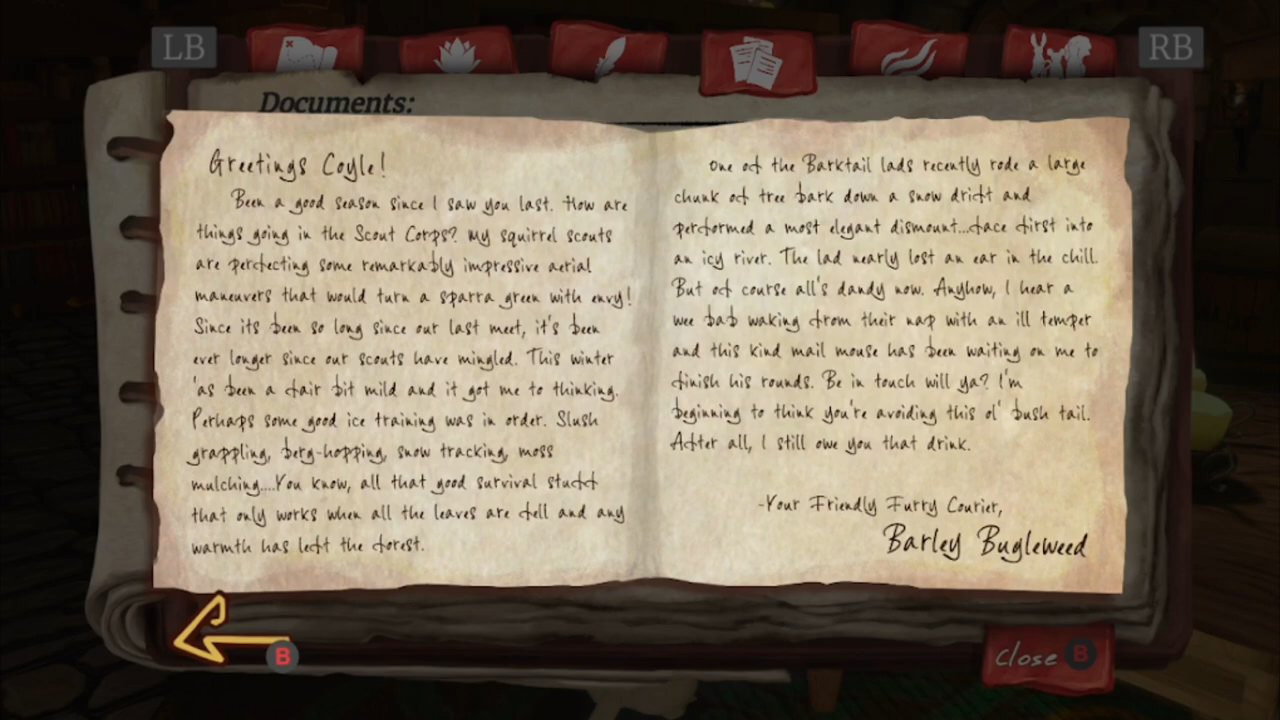 LB
RB
Documents:
Greetings Coyle!
Been a good season since I saw you last. How are
things going in the Scout Corps? My squirrel scouts
are perfecting some remarkably impressive aerial
maneuvers that would turn a sparra green with envy!
Since its been so long since our last meet, it's been
ever longer since our scouts have mingled. This winter
'as been a fair bit mild and it got me to thinking.
Perhaps some good ice training was in order. Slush
grappling, berg-hopping, snow tracking, moss
mulching....You know, all that good survival stuff
that only works when all the leaves are fell and any
warmth has left the forest.
One of the Barktail lads recently rode a large
chunk of tree bark down a snow drift and
performed a most elegant dismount...face first into
an icy river. The lad nearly lost an ear in the chill.
But of course all's dandy now. Anyhow, I hear a
wee bab waking from their nap with an ill temper
and this kind mail mouse has been waiting on me to
finish his rounds. Be in touch will ya? I'm
beginning to think you're avoiding this ol' bush tail.
After all, I still owe you that drink.
-Your Friendly Furry Courier,
Barley Bugleweed
B
close B